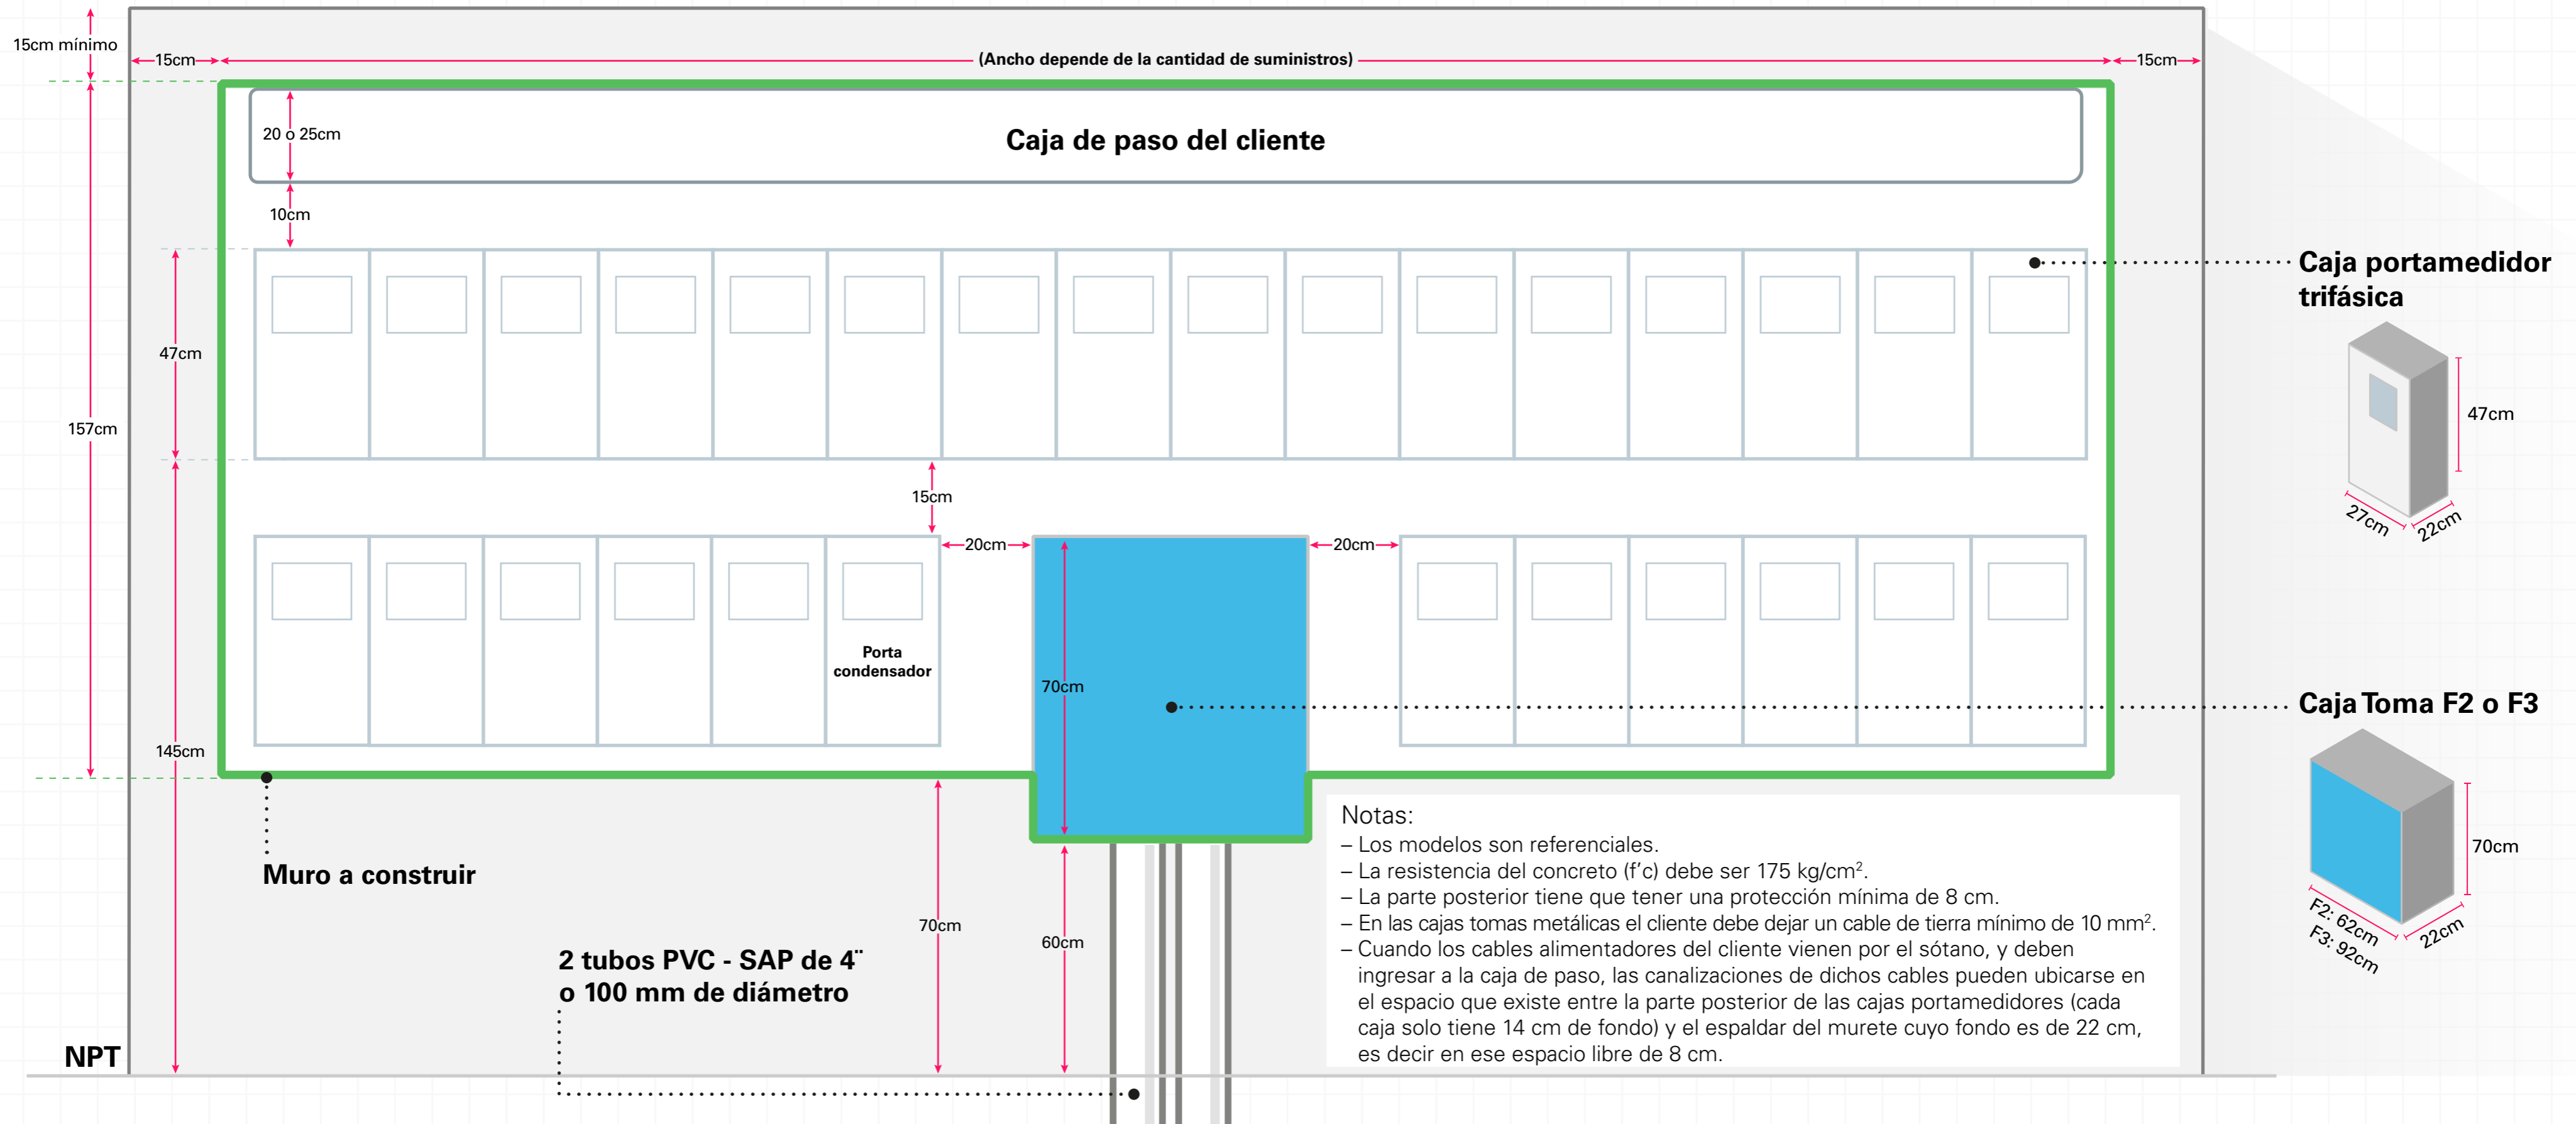 15cm mínimo
15cm
(Ancho depende de la cantidad de suministros)
15cm
20 o 25cm
Caja de paso del cliente
10cm
Caja portamedidor
trifásica
47cm
157cm
47cm
27cm
22cm
15cm
20cm
20cm
Porta
condensador
70cm
Caja Toma F2 o F3
145cm
70cm
F2: 62cm
F3: 92cm
22cm
Muro a construir
70cm
60cm
2 tubos PVC - SAP de 4¨
o 100 mm de diámetro
NPT
Notas:
– Los modelos son referenciales.
– La resistencia del concreto (f’c) debe ser 175 kg/cm².
– La parte posterior tiene que tener una protección mínima de 8 cm.
– En las cajas tomas metálicas el cliente debe dejar un cable de tierra mínimo de 10 mm².
– Cuando los cables alimentadores del cliente vienen por el sótano, y deben
ingresar a la caja de paso, las canalizaciones de dichos cables pueden ubicarse en
el espacio que existe entre la parte posterior de las cajas portamedidores (cada
caja solo tiene 14 cm de fondo) y el espaldar del murete cuyo fondo es de 22 cm,
es decir en ese espacio libre de 8 cm.